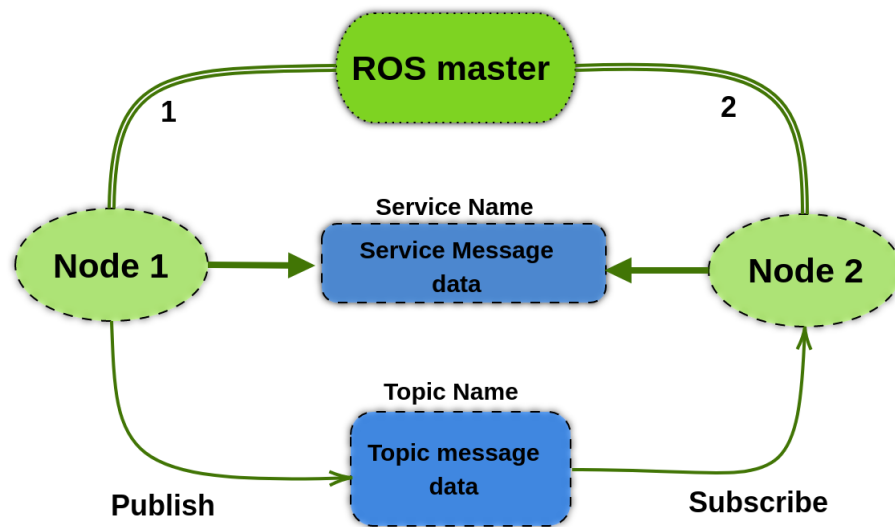 ROS master
1
2
Service Name
Service Message
data
Node 1
Node 2
Topic Name
Topic message
data
Publish
Subscribe